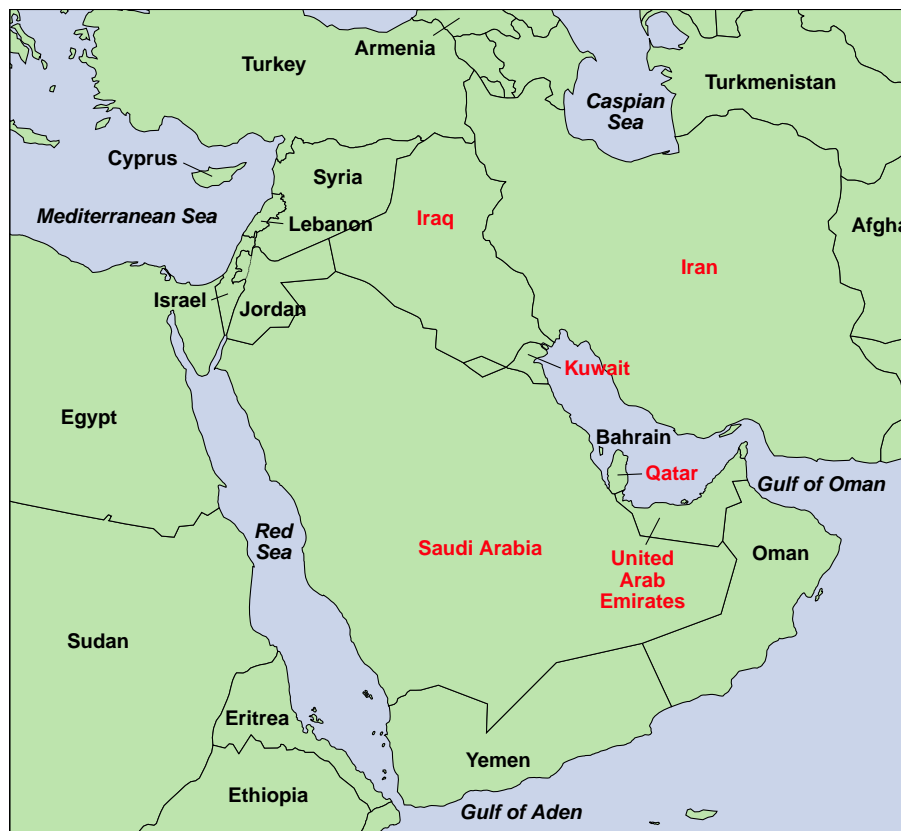 Armenia
Turkey
Turkmenistan
Caspian
Sea
Cyprus
Syria
Mediterranean Sea
Lebanon
Iraq
Afgha
Iran
Israel
Jordan
Kuwait
Egypt
Bahrain
Qatar
Gulf of Oman
Red
Sea
Saudi Arabia
United
Arab
Emirates
Oman
Sudan
Eritrea
Yemen
Ethiopia
Gulf of Aden